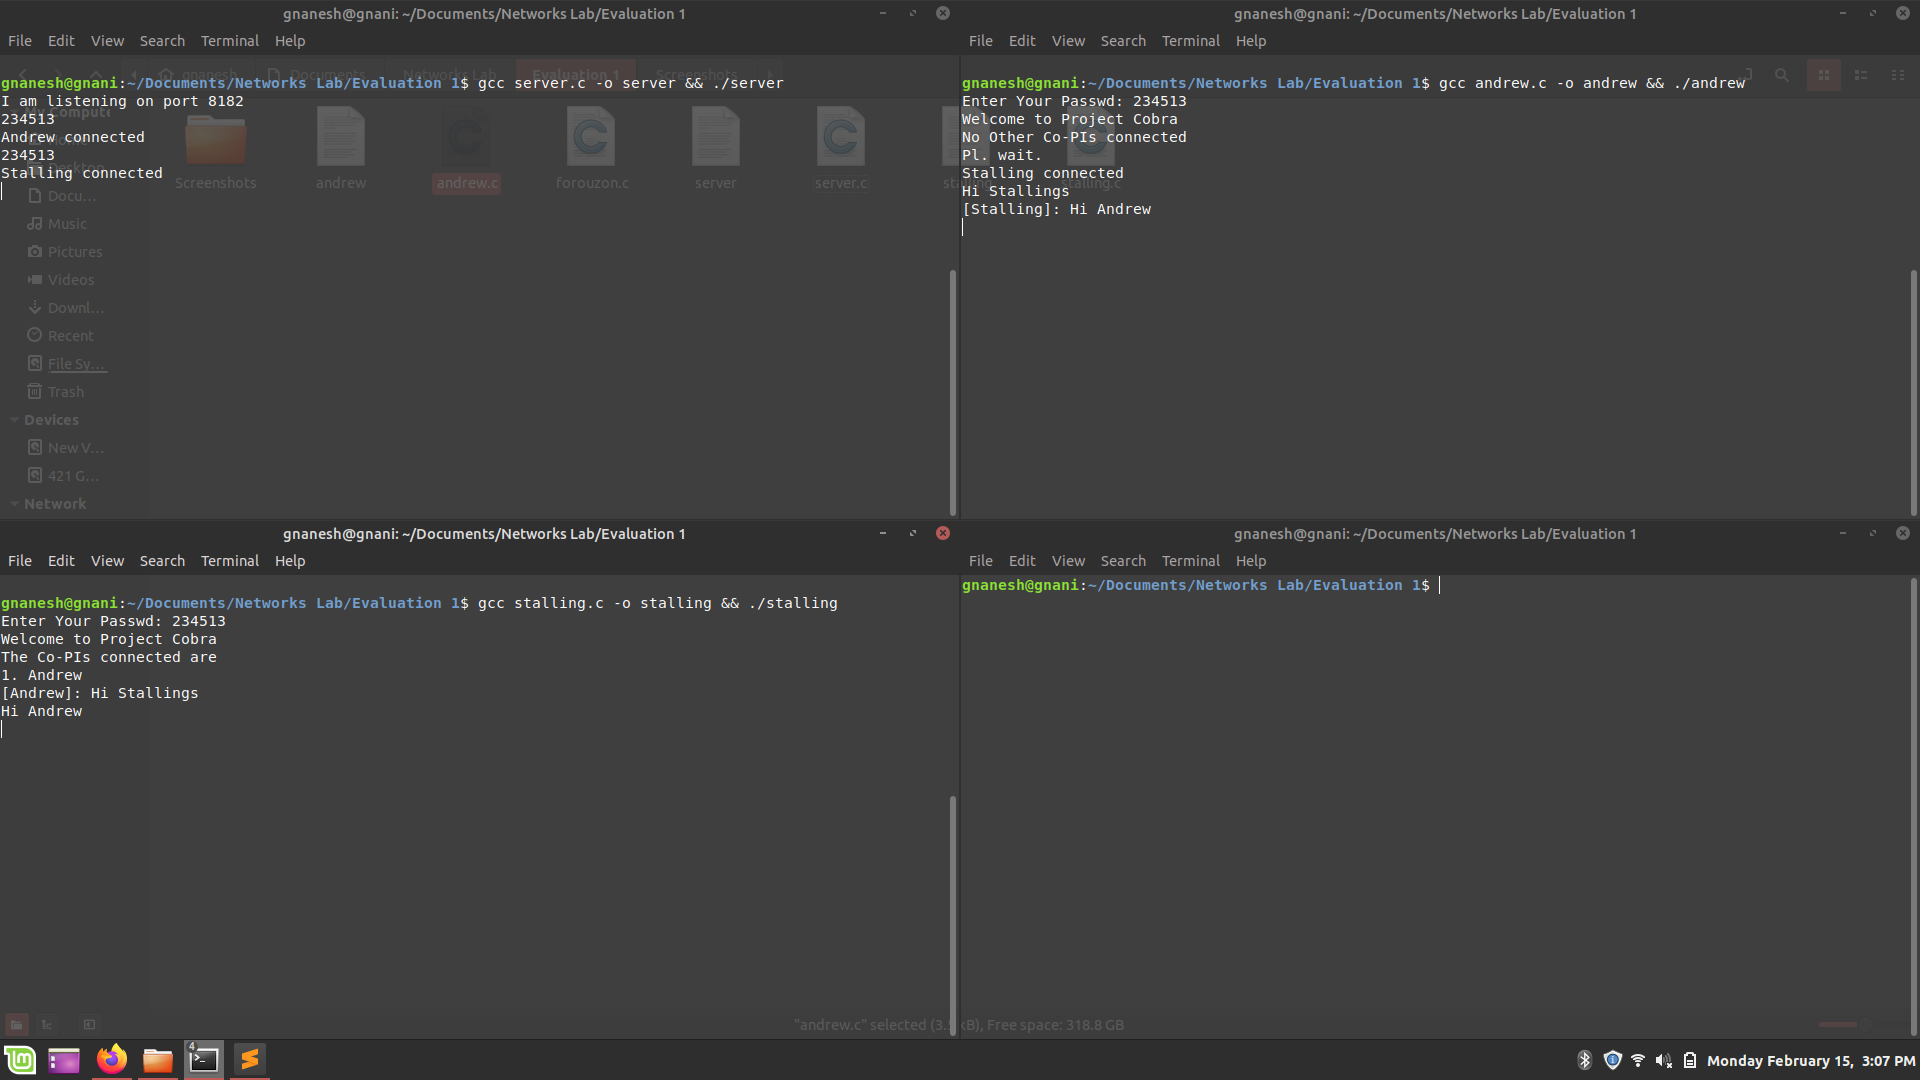 gnanesh@gnani: ~/Documents/Networks Lab/Evaluation 1
File Edit View Search Terminal Help
gnanesh@gnani:~/Documents/Networks Lab/Evaluation 1$ gcc server.c -o server && ./server
I am listening on port 8182
234513
Andrew connected
234513
Stalling connected
Desktop
Docu...
Music
Pictures
Videos
Downl...
Recent
File Sy...
Trash
Devices
New V...
421 G...
Network
Screenshots
andrew
andrew.c
forouzon.c
server
server.c
stalling
stalling.c
gnanesh@gnani: ~/Documents/Networks Lab/Evaluation 1
File Edit View Search Terminal Help
gnanesh@gnani:~/Documents/Networks Lab/Evaluation 1$ gcc andrew.c -o andrew && ./andrew
Enter Your Passwd: 234513
Welcome to Project Cobra
No Other Co-PIs connected
Pl. wait.
Stalling connected
Hi Stallings
[Stalling]: Hi Andrew
gnanesh@gnani: ~/Documents/Networks Lab/Evaluation 1
File Edit View Search Terminal Help
gnanesh@gnani:~/Documents/Networks Lab/Evaluation 1$ gcc stalling.c -o stalling && ./stalling
Enter Your Passwd: 234513
Welcome to Project Cobra
The Co-PIs connected are
1. Andrew
[Andrew]: Hi Stallings
Hi Andrew
gnanesh@gnani: ~/Documents/Networks Lab/Evaluation 1
File Edit View Search Terminal Help
gnanesh@gnani:~/Documents/Networks Lab/Evaluation 1$
"andrew.c" selected (3.5 kB), Free space: 318.8 GB
4
Monday February 15, 3:07 PM